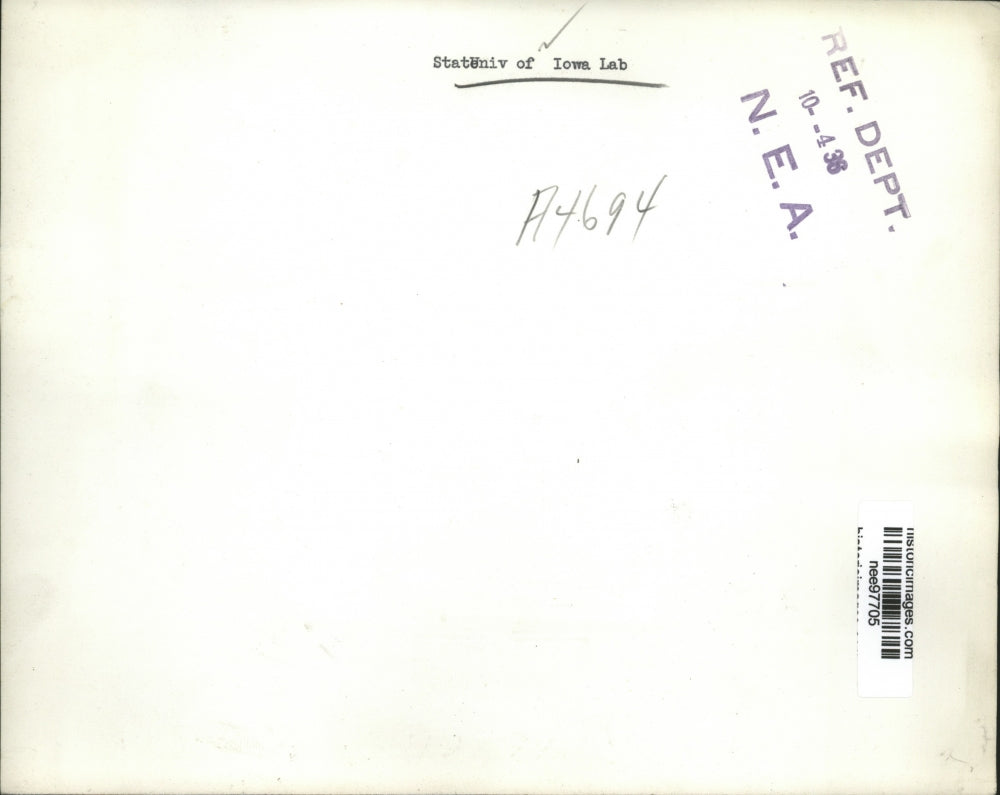 StatUniv of Iowa Lab
REF. DEPT.
10--4 36
N. E. A.
A4694
historicimages.com
nee97705